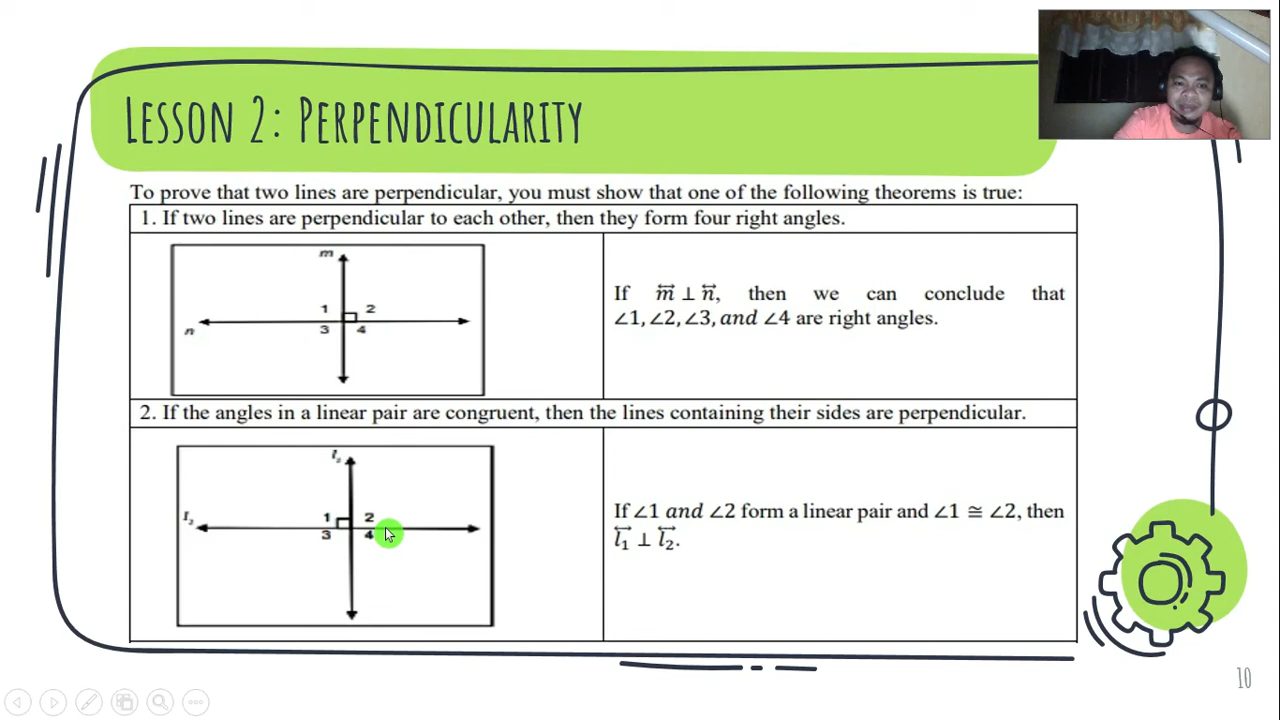 LESSON 2: PERPENDICULARITY
To prove that two lines are perpendicular, you must show that one of the following theorems is true:
1. If two lines are perpendicular to each other, then they form four right angles.
m
1 2
n
3 4
If m⃡ ⊥ n⃡, then we can conclude that
∠1, ∠2, ∠3, and ∠4 are right angles.
2. If the angles in a linear pair are congruent, then the lines containing their sides are perpendicular.
1 2
3 4
If ∠1 and ∠2 form a linear pair and ∠1 ≅ ∠2, then
l⃡₁ ⊥ l⃡₂.
10